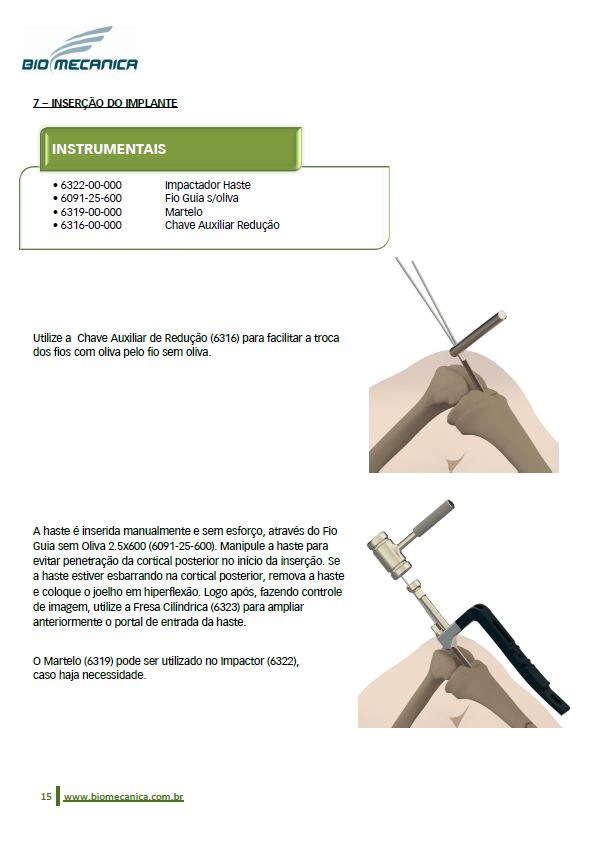 BIOMECANICA
7 – INSERÇÃO DO IMPLANTE
INSTRUMENTAIS
• 6322-00-000 Impactador Haste
• 6091-25-600 Fio Guia s/oliva
• 6319-00-000 Martelo
• 6316-00-000 Chave Auxiliar Redução
Utilize a Chave Auxiliar de Redução (6316) para facilitar a troca
dos fios com oliva pelo fio sem oliva.
A haste é inserida manualmente e sem esforço, através do Fio
Guia sem Oliva 2.5x600 (6091-25-600). Manipule a haste para
evitar penetração da cortical posterior no início da inserção. Se
a haste estiver esbarrando na cortical posterior, remova a haste
e coloque o joelho em hiperflexão. Logo após, fazendo controle
de imagem, utilize a Fresa Cilíndrica (6323) para ampliar
anteriormente o portal de entrada da haste.
O Martelo (6319) pode ser utilizado no Impactor (6322),
caso haja necessidade.
15 www.biomecanica.com.br